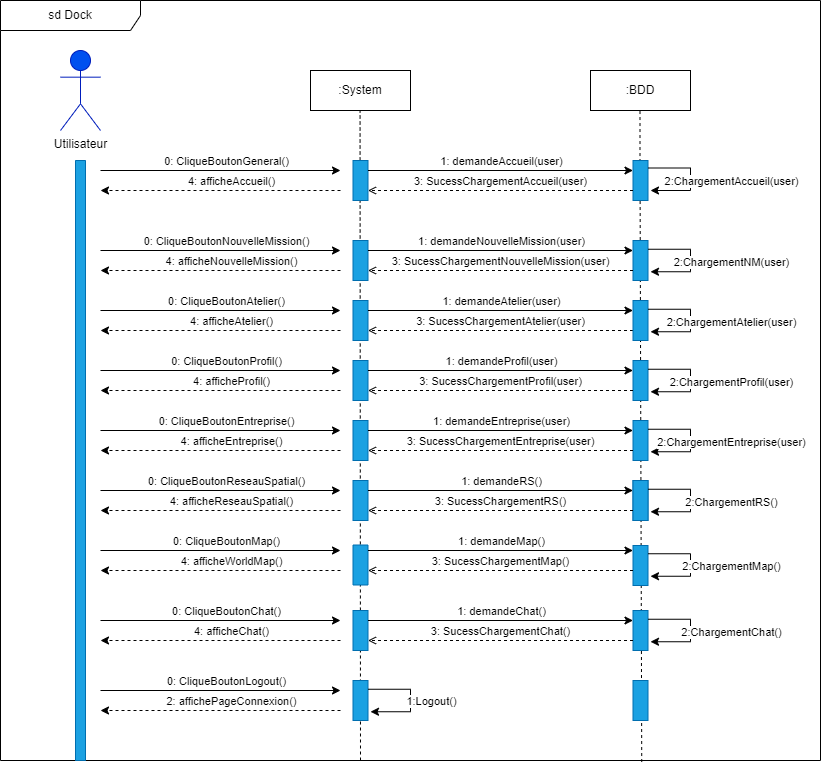 sd Dock
:System
:BDD
Utilisateur
0: CliqueBoutonGeneral()
1: demandeAccueil(user)
4: afficheAccueil()
3: SucessChargementAccueil(user)
2:ChargementAccueil(user)
0: CliqueBoutonNouvelleMission()
1: demandeNouvelleMission(user)
4: afficheNouvelleMission()
3: SucessChargementNouvelleMission(user)
2:ChargementNM(user)
0: CliqueBoutonAtelier()
1: demandeAtelier(user)
4: afficheAtelier()
3: SucessChargementAtelier(user)
2:ChargementAtelier(user)
0: CliqueBoutonProfil()
1: demandeProfil(user)
4: afficheProfil()
3: SucessChargementProfil(user)
2:ChargementProfil(user)
0: CliqueBoutonEntreprise()
1: demandeEntreprise(user)
4: afficheEntreprise()
3: SucessChargementEntreprise(user)
2:ChargementEntreprise(user)
0: CliqueBoutonReseauSpatial()
1: demandeRS()
4: afficheReseauSpatial()
3: SucessChargementRS()
2:ChargementRS()
0: CliqueBoutonMap()
1: demandeMap()
4: afficheWorldMap()
3: SucessChargementMap()
2:ChargementMap()
0: CliqueBoutonChat()
1: demandeChat()
4: afficheChat()
3: SucessChargementChat()
2:ChargementChat()
0: CliqueBoutonLogout()
2: affichePageConnexion()
1:Logout()